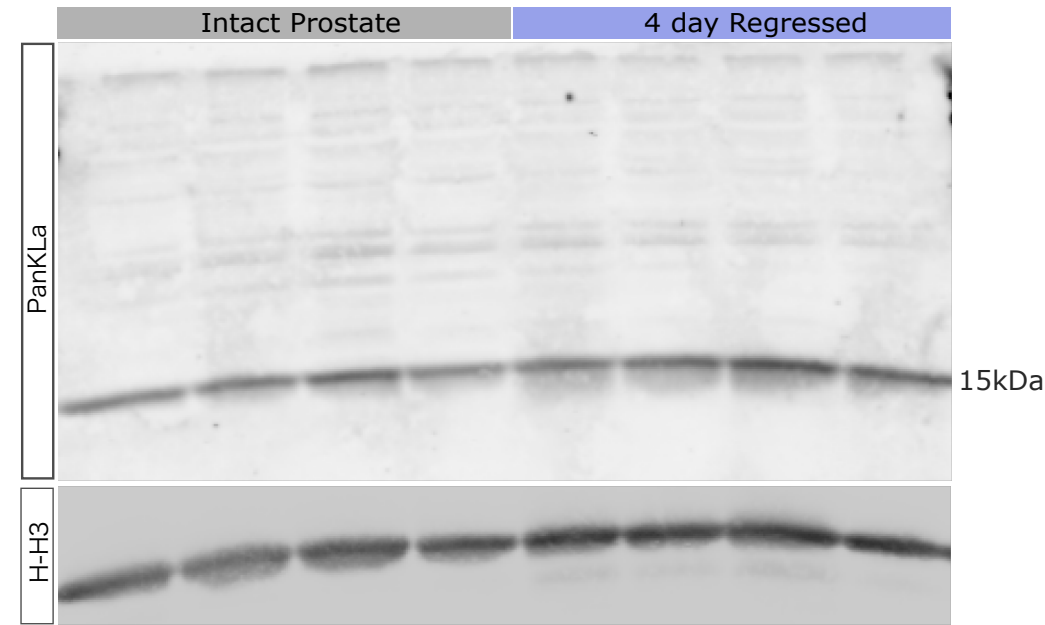 Intact Prostate
4 day Regressed
PanKLa
15kDa
H-H3